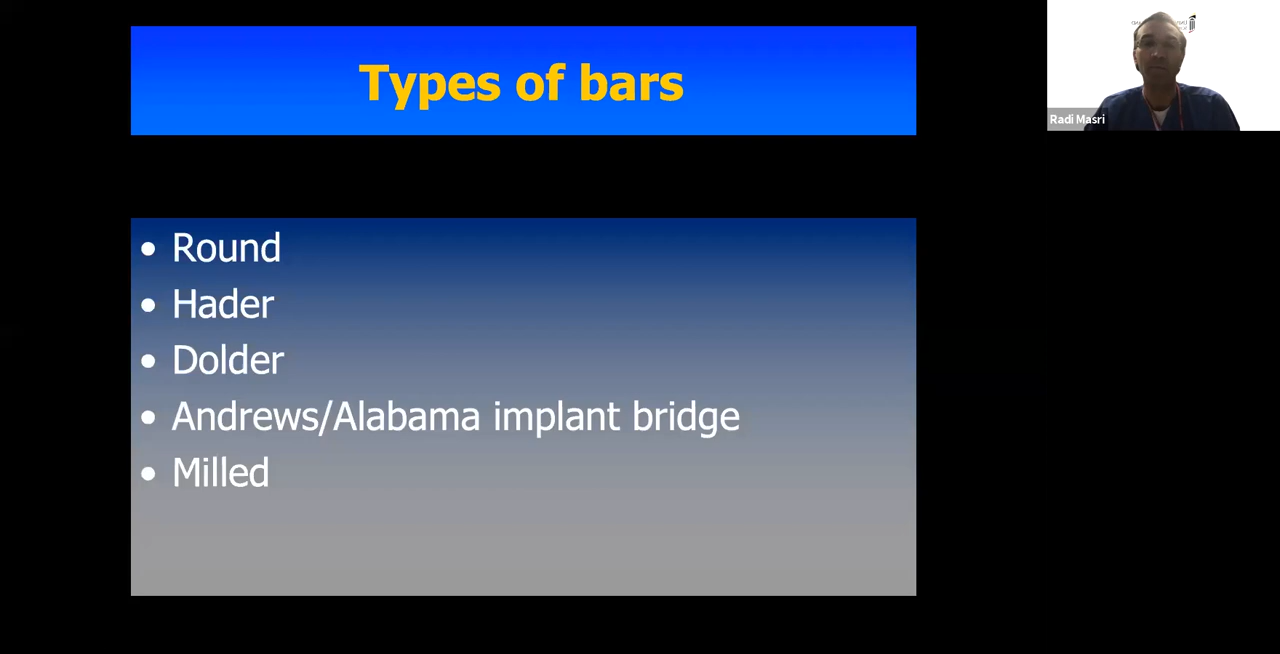 Types of bars
Radi Masri
• Round
• Hader
• Dolder
• Andrews/Alabama implant bridge
• Milled